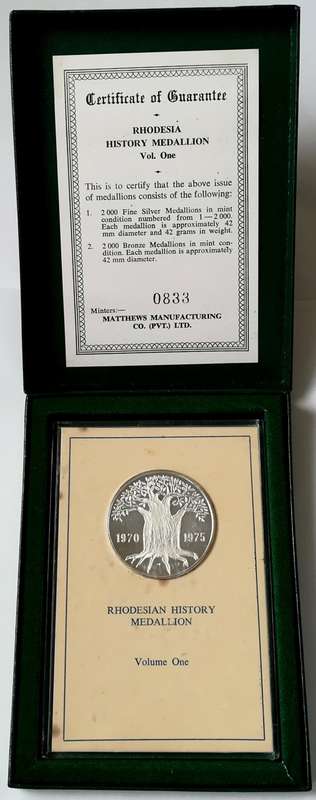 Certificate of Guarantee
RHODESIA
HISTORY MEDALLION
Vol. One
This is to certify that the above issue
of medallions consists of the following:
1. 2 000 Fine Silver Medallions in mint
condition numbered from 1—2 000.
Each medallion is approximately 42
mm diameter and 42 grams in weight.
2. 2 000 Bronze Medallions in mint con-
dition. Each medallion is approximately
42 mm diameter.
0833
Minters:—
MATTHEWS MANUFACTURING
CO. (PVT.) LTD.
1970 1975
RHODESIAN HISTORY
MEDALLION
Volume One